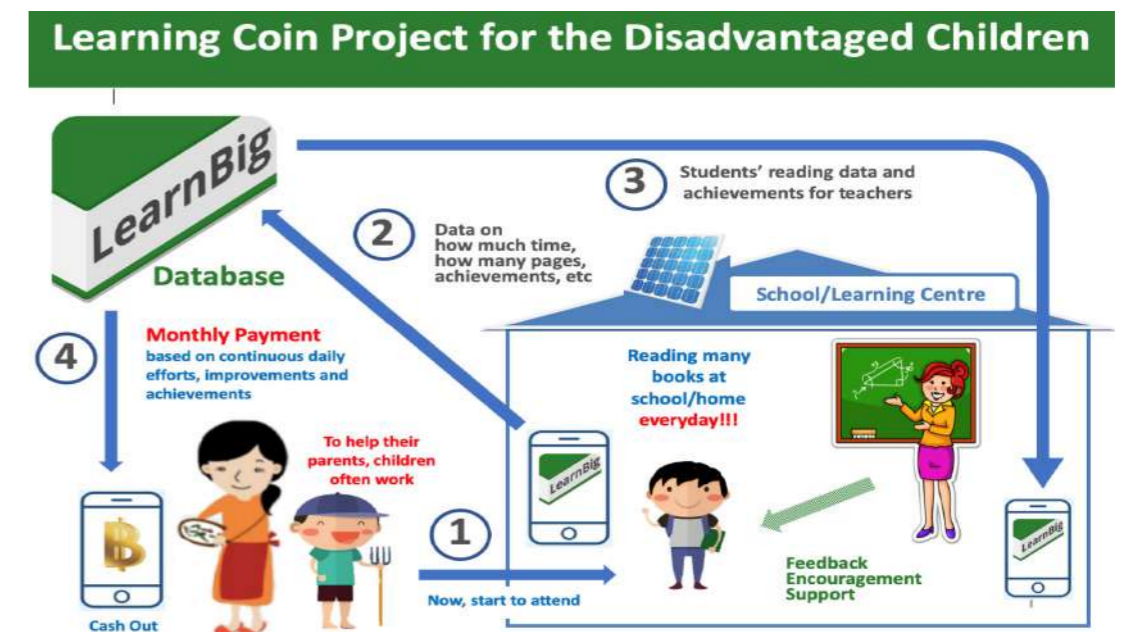 Learning Coin Project for the Disadvantaged Children
LearnBig
Database
3
Students' reading data and
achievements for teachers
2
Data on
how much time,
how many pages,
achievements, etc
School/Learning Centre
4
Monthly Payment
based on continuous daily
efforts, improvements and
achievements
Reading many
books at
school/home
everyday!!!
To help their
parents, children
often work
LearnBig
1
Now, start to attend
Feedback
Encouragement
Support
LearnBig
₿
Cash Out